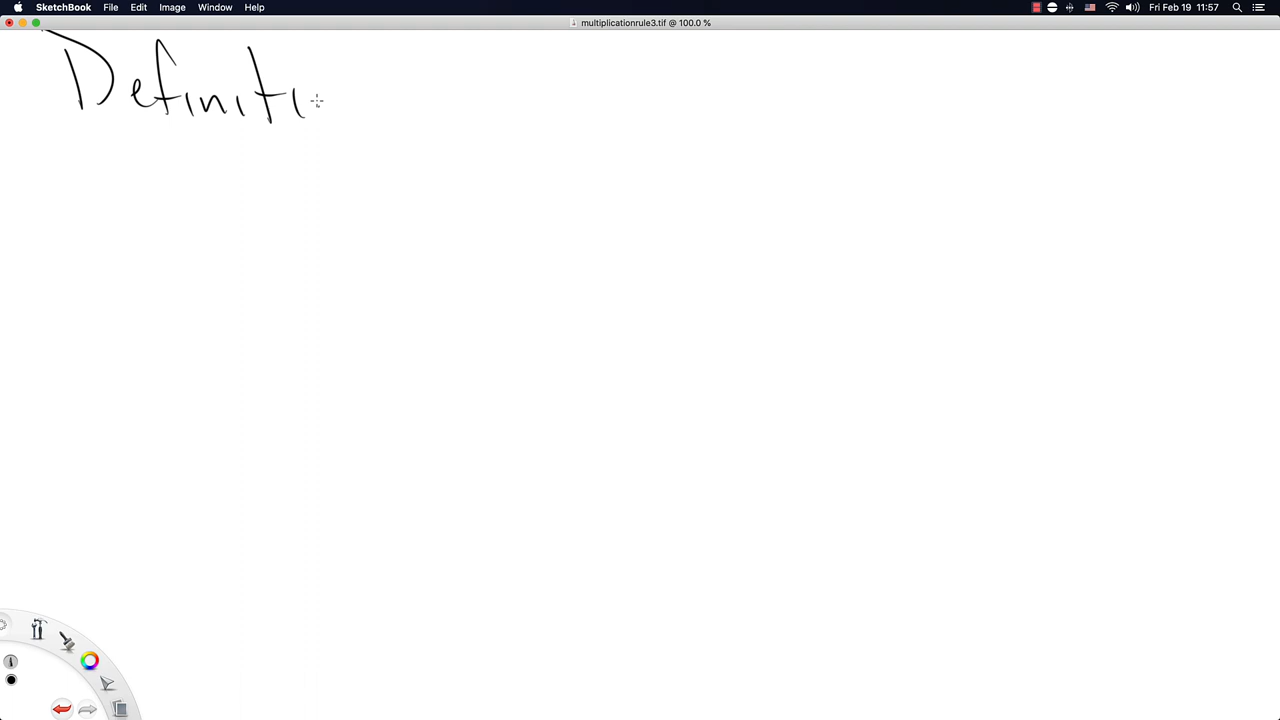 SketchBook File Edit Image Window Help Fri Feb 19 11:57
multiplicationrule3.tif @ 100.0 %
Definiti